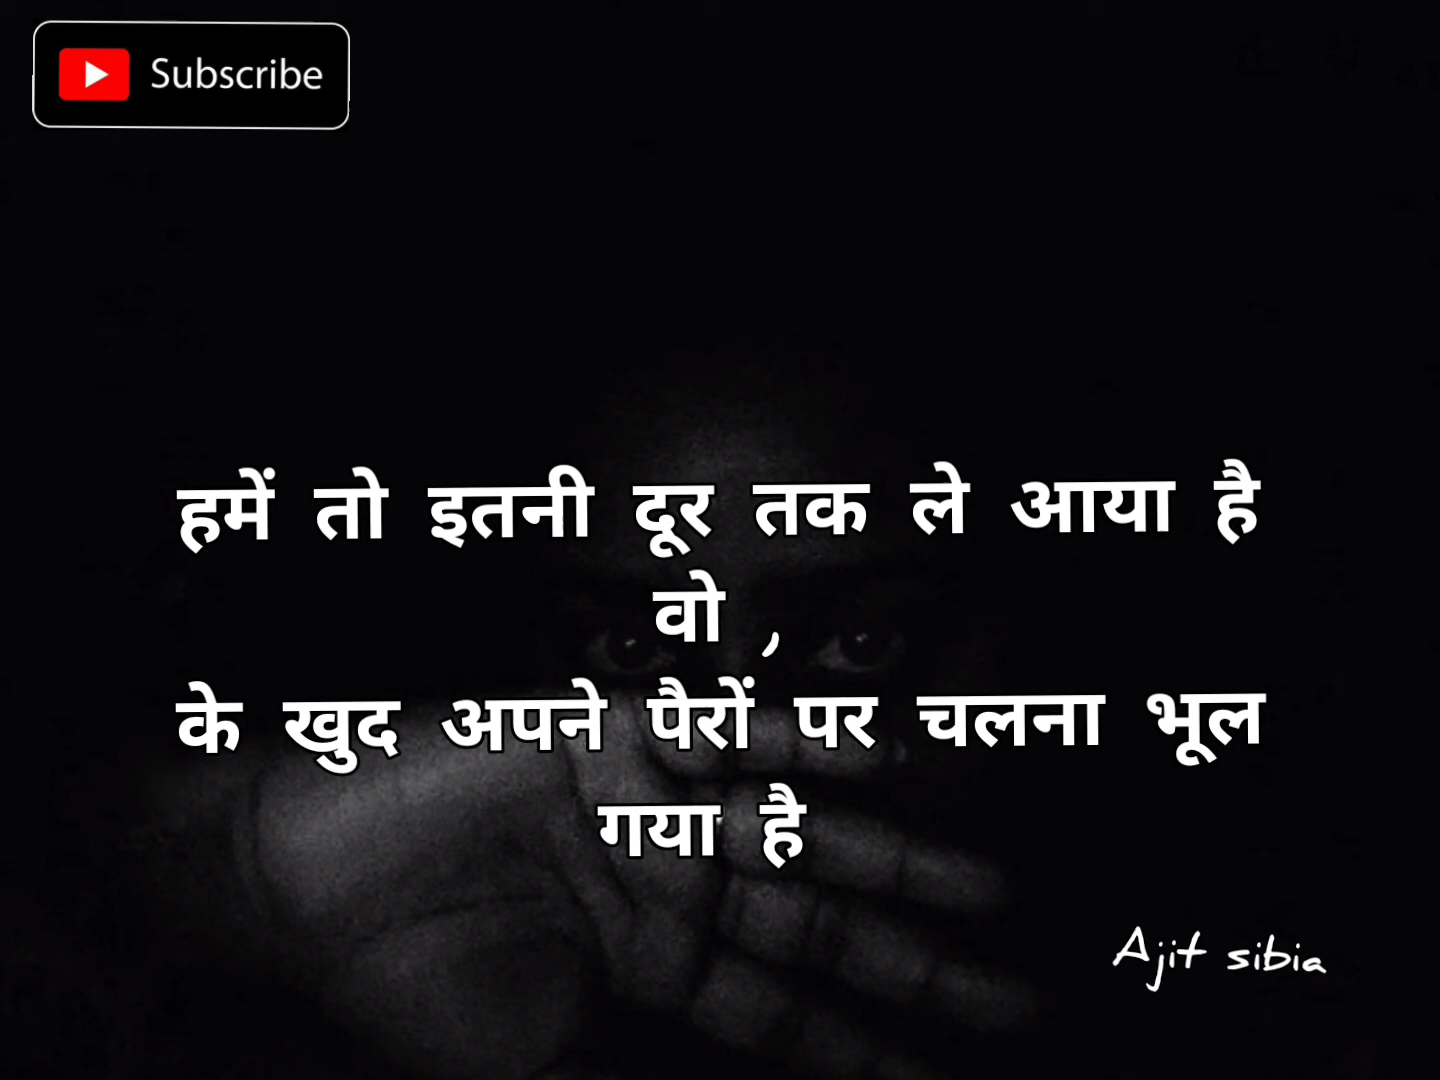 Subscribe
हमें तो इतनी दूर तक ले आया है
वो ,
के खुद अपने पैरों पर चलना भूल
गया है
Ajit sibia